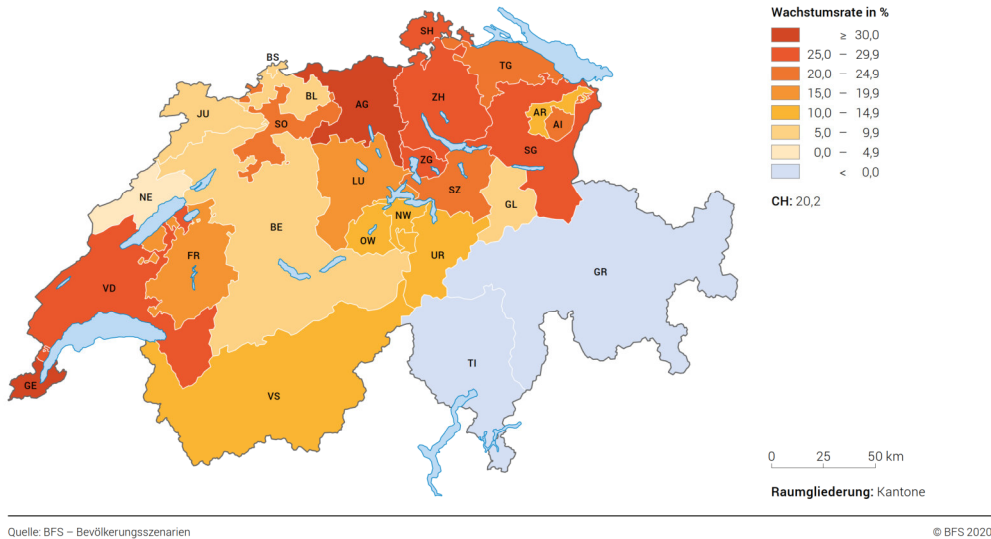 Wachstumsrate in %
≥ 30,0
25,0 – 29,9
20,0 – 24,9
15,0 – 19,9
10,0 – 14,9
5,0 – 9,9
0,0 – 4,9
< 0,0
CH: 20,2
SH
BS
TG
BL
AG
ZH
JU
AR
SO
AI
SG
ZG
LU
SZ
NE
GL
NW
BE
OW
FR
UR
GR
VD
TI
GE
VS
0 25 50 km
Raumgliederung: Kantone
Quelle: BFS – Bevölkerungsszenarien
© BFS 2020